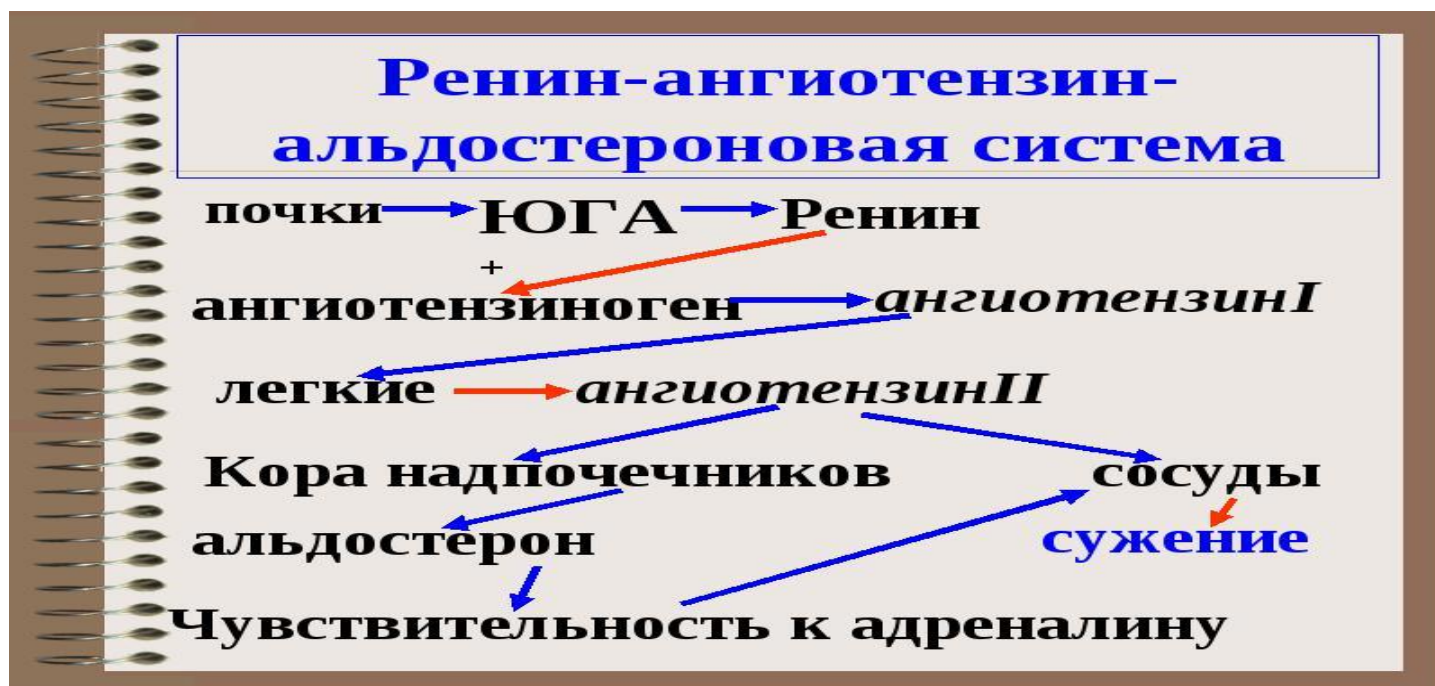 Ренин-ангиотензин-
альдостероновая система
почки ЮГА Ренин
+
ангиотензиноген ангиотензинI
легкие ангиотензинII
Кора надпочечников сосуды
альдостерон сужение
Чувствительность к адреналину